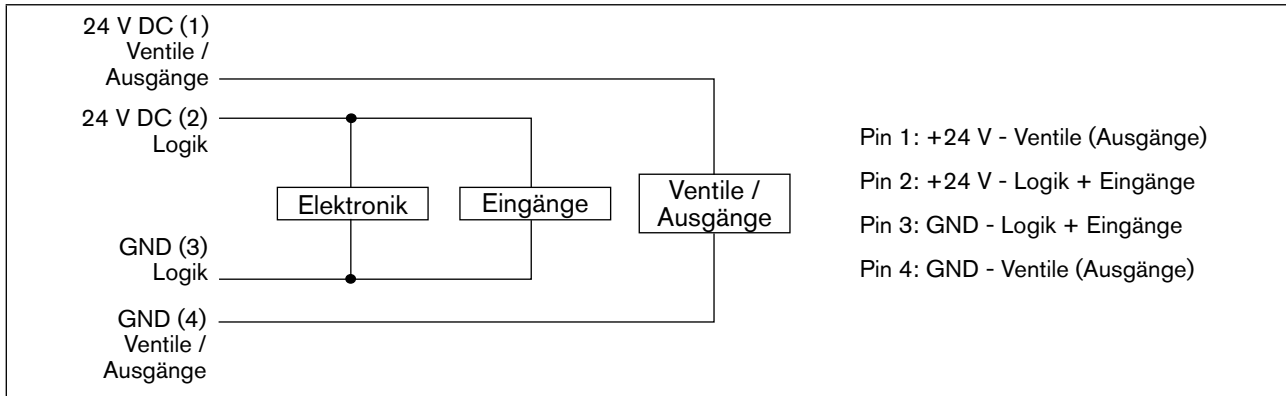 24 V DC (1)
Ventile /
Ausgänge
24 V DC (2)
Logik
Elektronik
Eingänge
Ventile /
Ausgänge
GND (3)
Logik
GND (4)
Ventile /
Ausgänge
Pin 1: +24 V - Ventile (Ausgänge)
Pin 2: +24 V - Logik + Eingänge
Pin 3: GND - Logik + Eingänge
Pin 4: GND - Ventile (Ausgänge)